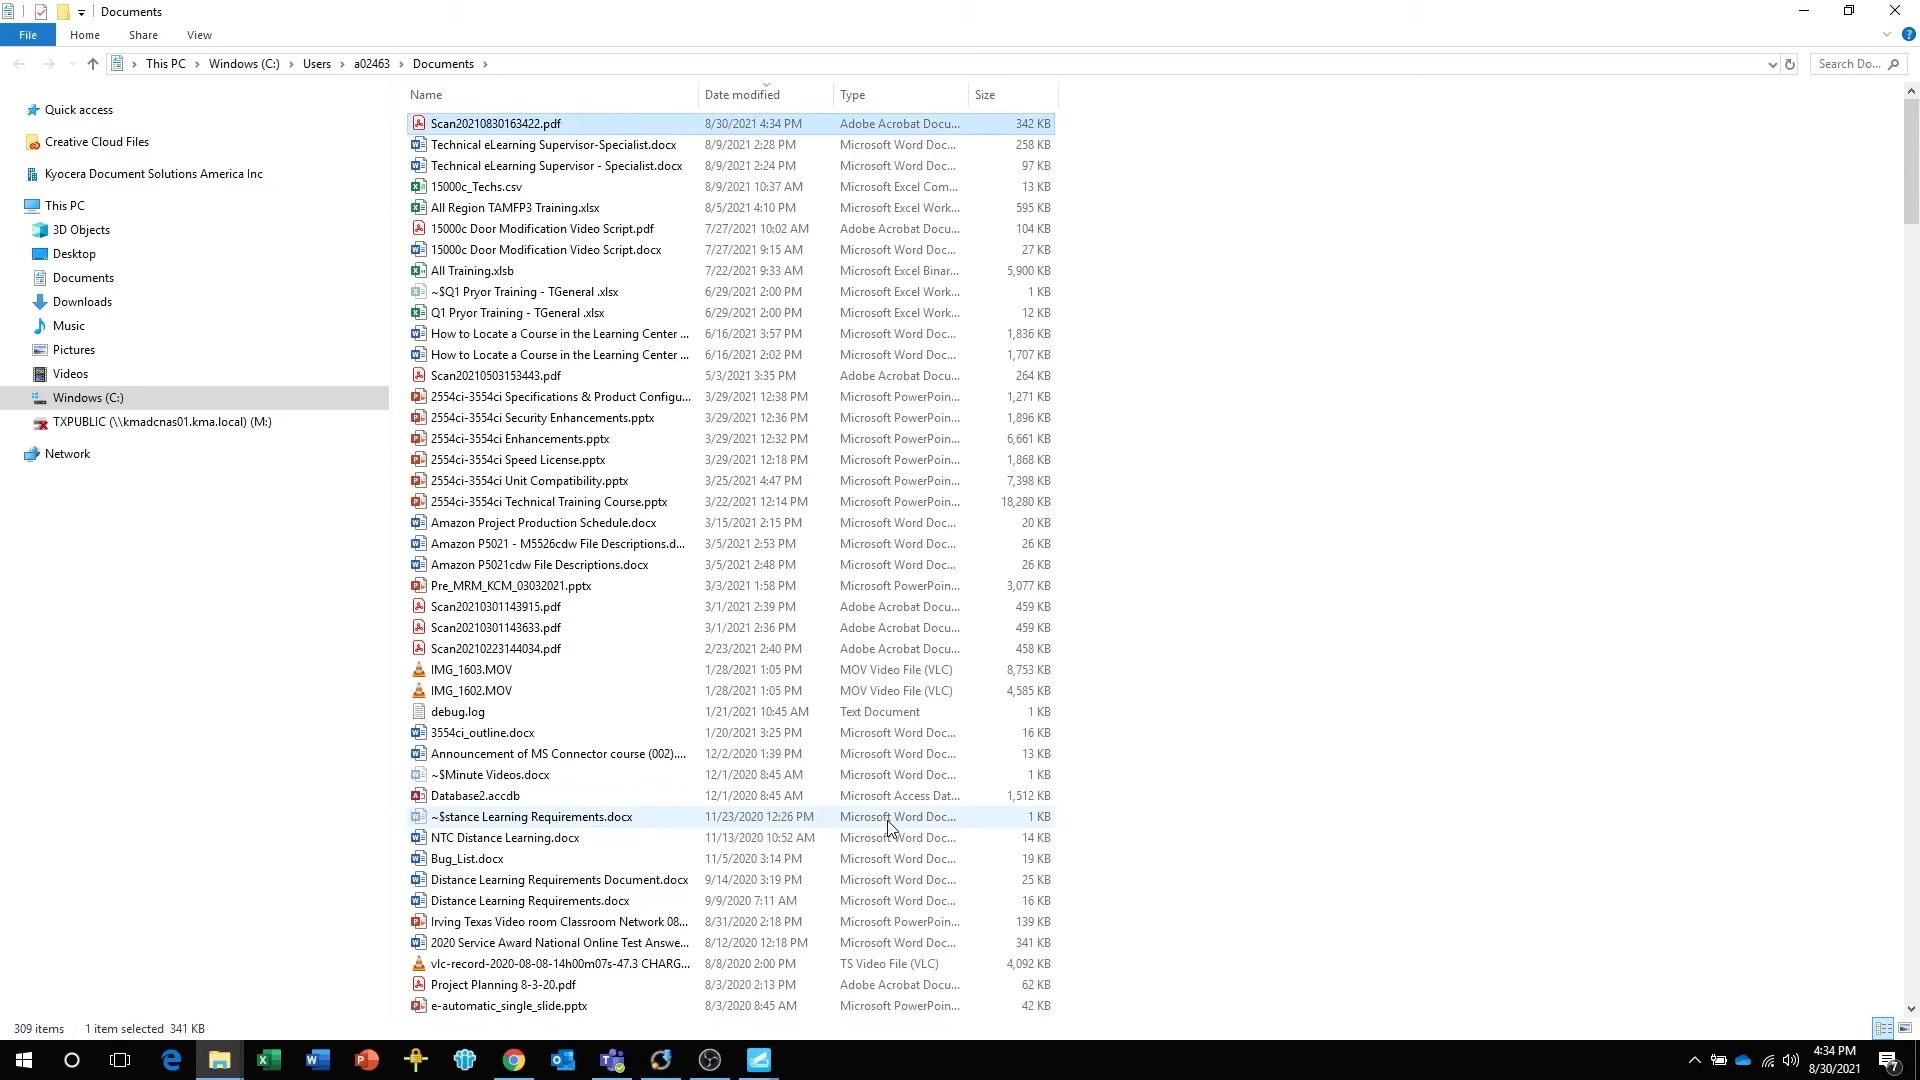 Documents
File Home Share View
This PC Windows (C:) Users a02463 Documents
Search Do...
Name Date modified Type Size
Quick access
Creative Cloud Files
Kyocera Document Solutions America Inc
This PC
3D Objects
Desktop
Documents
Downloads
Music
Pictures
Videos
Windows (C:)
TXPUBLIC (\\kmadcnas01.kma.local) (M:)
Network
Scan20210830163422.pdf 8/30/2021 4:34 PM Adobe Acrobat Docu... 342 KB
Technical eLearning Supervisor-Specialist.docx 8/9/2021 2:28 PM Microsoft Word Doc... 258 KB
Technical eLearning Supervisor - Specialist.docx 8/9/2021 2:24 PM Microsoft Word Doc... 97 KB
15000c_Techs.csv 8/9/2021 10:37 AM Microsoft Excel Com... 13 KB
All Region TAMFP3 Training.xlsx 8/5/2021 4:10 PM Microsoft Excel Work... 595 KB
15000c Door Modification Video Script.pdf 7/27/2021 10:02 AM Adobe Acrobat Docu... 104 KB
15000c Door Modification Video Script.docx 7/27/2021 9:15 AM Microsoft Word Doc... 27 KB
All Training.xlsb 7/22/2021 9:33 AM Microsoft Excel Binar... 5,900 KB
~$Q1 Pryor Training - TGeneral .xlsx 6/29/2021 2:00 PM Microsoft Excel Work... 1 KB
Q1 Pryor Training - TGeneral .xlsx 6/29/2021 2:00 PM Microsoft Excel Work... 12 KB
How to Locate a Course in the Learning Center ... 6/16/2021 3:57 PM Microsoft Word Doc... 1,836 KB
How to Locate a Course in the Learning Center ... 6/16/2021 2:02 PM Microsoft Word Doc... 1,707 KB
Scan20210503153443.pdf 5/3/2021 3:35 PM Adobe Acrobat Docu... 264 KB
2554ci-3554ci Specifications & Product Configu... 3/29/2021 12:38 PM Microsoft PowerPoin... 1,271 KB
2554ci-3554ci Security Enhancements.pptx 3/29/2021 12:36 PM Microsoft PowerPoin... 1,896 KB
2554ci-3554ci Enhancements.pptx 3/29/2021 12:32 PM Microsoft PowerPoin... 6,661 KB
2554ci-3554ci Speed License.pptx 3/29/2021 12:18 PM Microsoft PowerPoin... 1,868 KB
2554ci-3554ci Unit Compatibility.pptx 3/25/2021 4:47 PM Microsoft PowerPoin... 7,398 KB
2554ci-3554ci Technical Training Course.pptx 3/22/2021 12:14 PM Microsoft PowerPoin... 18,280 KB
Amazon Project Production Schedule.docx 3/15/2021 2:15 PM Microsoft Word Doc... 20 KB
Amazon P5021 - M5526cdw File Descriptions.d... 3/5/2021 2:53 PM Microsoft Word Doc... 26 KB
Amazon P5021cdw File Descriptions.docx 3/5/2021 2:48 PM Microsoft Word Doc... 26 KB
Pre_MRM_KCM_03032021.pptx 3/3/2021 1:58 PM Microsoft PowerPoin... 3,077 KB
Scan20210301143915.pdf 3/1/2021 2:39 PM Adobe Acrobat Docu... 459 KB
Scan20210301143633.pdf 3/1/2021 2:36 PM Adobe Acrobat Docu... 459 KB
Scan20210223144034.pdf 2/23/2021 2:40 PM Adobe Acrobat Docu... 458 KB
IMG_1603.MOV 1/28/2021 1:05 PM MOV Video File (VLC) 8,753 KB
IMG_1602.MOV 1/28/2021 1:05 PM MOV Video File (VLC) 4,585 KB
debug.log 1/21/2021 10:45 AM Text Document 1 KB
3554ci_outline.docx 1/20/2021 3:25 PM Microsoft Word Doc... 16 KB
Announcement of MS Connector course (002).... 12/2/2020 1:39 PM Microsoft Word Doc... 13 KB
~$Minute Videos.docx 12/1/2020 8:45 AM Microsoft Word Doc... 1 KB
Database2.accdb 12/1/2020 8:45 AM Microsoft Access Dat... 1,512 KB
~$stance Learning Requirements.docx 11/23/2020 12:26 PM Microsoft Word Doc... 1 KB
NTC Distance Learning.docx 11/13/2020 10:52 AM Microsoft Word Doc... 14 KB
Bug_List.docx 11/5/2020 3:14 PM Microsoft Word Doc... 19 KB
Distance Learning Requirements Document.docx 9/14/2020 3:19 PM Microsoft Word Doc... 25 KB
Distance Learning Requirements.docx 9/9/2020 7:11 AM Microsoft Word Doc... 16 KB
Irving Texas Video room Classroom Network 08... 8/31/2020 2:18 PM Microsoft PowerPoin... 139 KB
2020 Service Award National Online Test Answe... 8/12/2020 12:18 PM Microsoft Word Doc... 341 KB
vlc-record-2020-08-08-14h00m07s-47.3 CHARG... 8/8/2020 2:00 PM TS Video File (VLC) 4,092 KB
Project Planning 8-3-20.pdf 8/3/2020 2:13 PM Adobe Acrobat Docu... 62 KB
e-automatic_single_slide.pptx 8/3/2020 8:45 AM Microsoft PowerPoin... 42 KB
309 items 1 item selected 341 KB
4:34 PM
8/30/2021
7